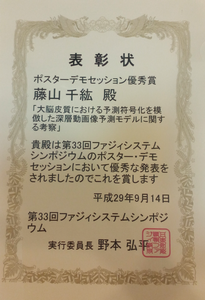 表彰状
ポスターデモセッション優秀賞
藤山 千紘 殿
「大脳皮質における予測符号化を模
倣した深層動画像予測モデルに関す
る考察」
貴殿は第33回ファジィシステム
シンポジウムのポスター・デモ
セッションにおいて優秀な発表を
されましたのでこれを賞します
平成29年9月14日
第33回ファジィシステムシンポジ
ウム
実行委員長 野本 弘平